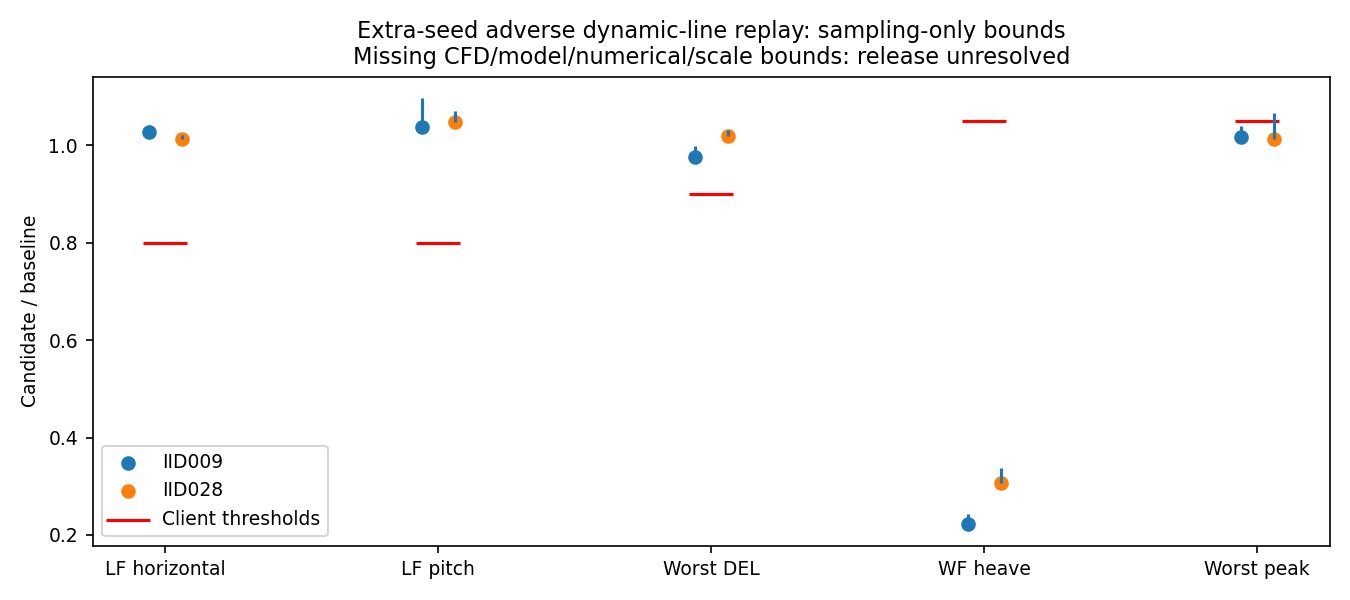 Extra-seed adverse dynamic-line replay: sampling-only bounds
Missing CFD/model/numerical/scale bounds: release unresolved
Candidate / baseline
1.0
0.8
0.6
0.4
0.2
IID009
IID028
Client thresholds
LF horizontal
LF pitch
Worst DEL
WF heave
Worst peak